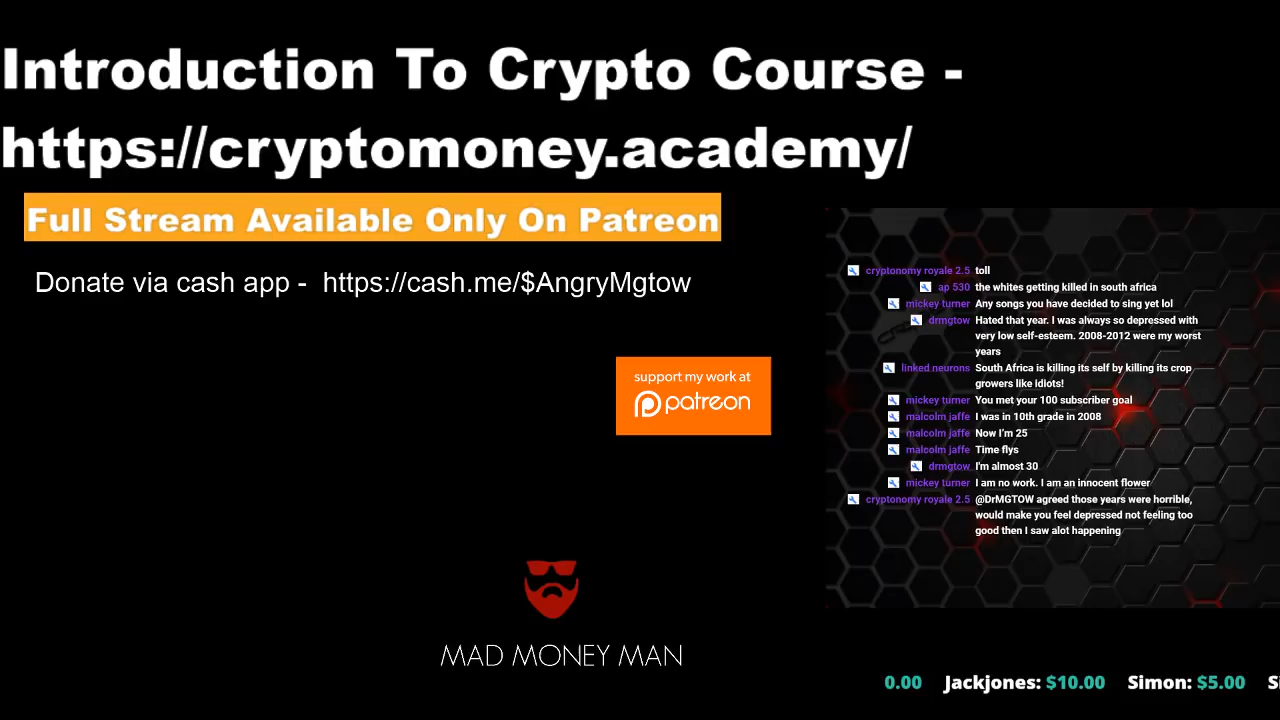 Introduction To Crypto Course -
https://cryptomoney.academy/
Full Stream Available Only On Patreon
Donate via cash app - https://cash.me/$AngryMgtow
support my work at
patreon
MAD MONEY MAN
cryptonomy royale 2.5 toll
ap 530 the whites getting killed in south africa
mickey turner Any songs you have decided to sing yet lol
drmgtow Hated that year. I was always so depressed with
very low self-esteem. 2008-2012 were my worst
years
linked neurons South Africa is killing its self by killing its crop
growers like Idiots!
mickey turner You met your 100 subscriber goal
malcolm jaffe I was in 10th grade in 2008
malcolm jaffe Now I'm 25
malcolm jaffe Time flys
drmgtow I'm almost 30
mickey turner I am no work. I am an innocent flower
cryptonomy royale 2.5 @DrMGTOW agreed those years were horrible,
would make you feel depressed not feeling too
good then I saw alot happening
0.00 Jackjones: $10.00 Simon: $5.00